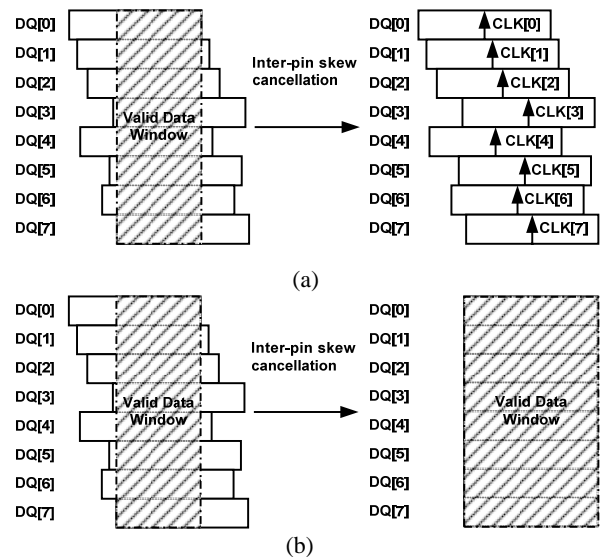 DQ[0]
DQ[1]
DQ[2]
DQ[3]
DQ[4]
DQ[5]
DQ[6]
DQ[7]
Valid Data
Window
Inter-pin skew
cancellation
DQ[0]
DQ[1]
DQ[2]
DQ[3]
DQ[4]
DQ[5]
DQ[6]
DQ[7]
CLK[0]
CLK[1]
CLK[2]
CLK[3]
CLK[4]
CLK[5]
CLK[6]
CLK[7]
(a)
DQ[0]
DQ[1]
DQ[2]
DQ[3]
DQ[4]
DQ[5]
DQ[6]
DQ[7]
Valid Data
Window
Inter-pin skew
cancellation
DQ[0]
DQ[1]
DQ[2]
DQ[3]
DQ[4]
DQ[5]
DQ[6]
DQ[7]
Valid Data
Window
(b)